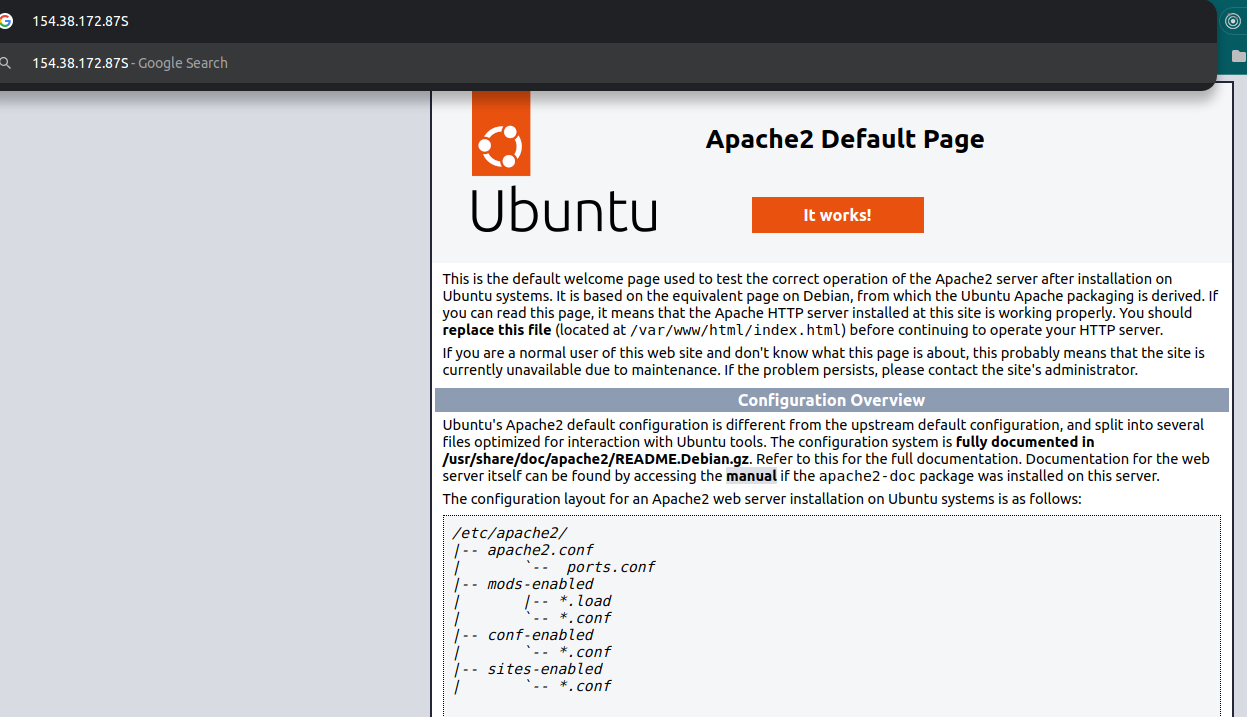 154.38.172.87S
154.38.172.87S - Google Search
Apache2 Default Page
Ubuntu
It works!
This is the default welcome page used to test the correct operation of the Apache2 server after installation on
Ubuntu systems. It is based on the equivalent page on Debian, from which the Ubuntu Apache packaging is derived. If
you can read this page, it means that the Apache HTTP server installed at this site is working properly. You should
replace this file (located at /var/www/html/index.html) before continuing to operate your HTTP server.
If you are a normal user of this web site and don't know what this page is about, this probably means that the site is
currently unavailable due to maintenance. If the problem persists, please contact the site's administrator.
Configuration Overview
Ubuntu's Apache2 default configuration is different from the upstream default configuration, and split into several
files optimized for interaction with Ubuntu tools. The configuration system is fully documented in
/usr/share/doc/apache2/README.Debian.gz. Refer to this for the full documentation. Documentation for the web
server itself can be found by accessing the manual if the apache2-doc package was installed on this server.
The configuration layout for an Apache2 web server installation on Ubuntu systems is as follows:
/etc/apache2/
|-- apache2.conf
|       `--  ports.conf
|-- mods-enabled
|       |-- *.load
|       `-- *.conf
|-- conf-enabled
|       `-- *.conf
|-- sites-enabled
|       `-- *.conf